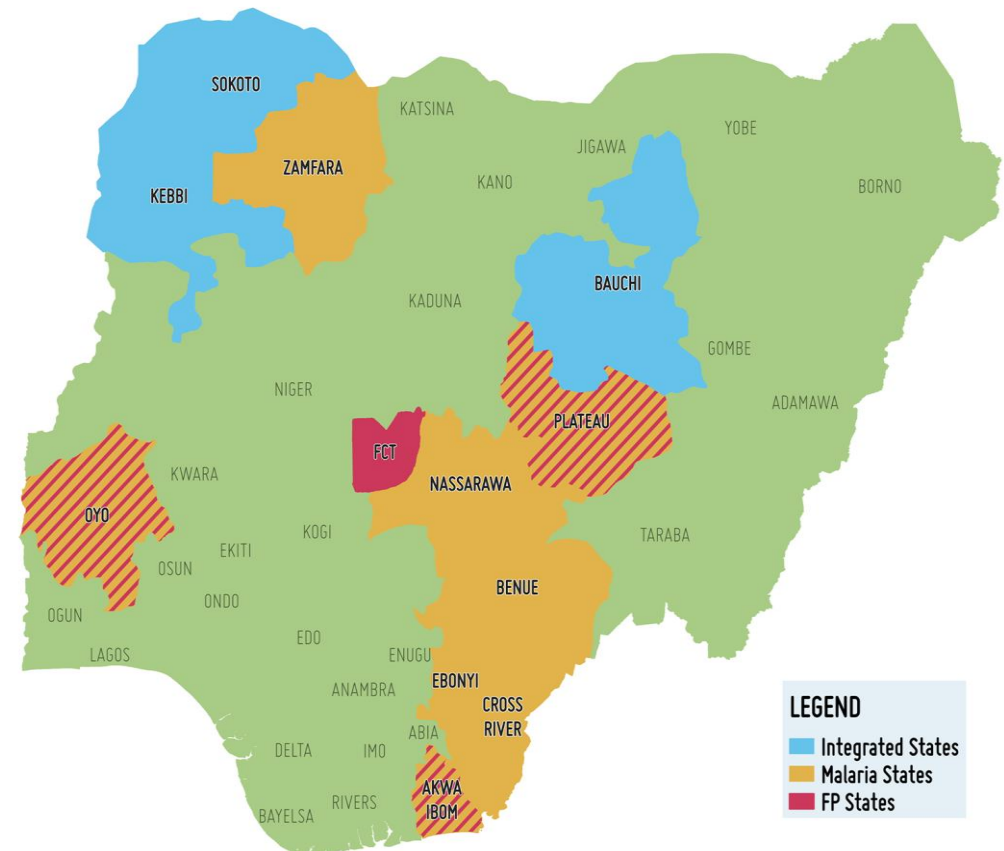 SOKOTO
KATSINA
YOBE
JIGAWA
ZAMFARA
KANO
BORNO
KEBBI
BAUCHI
KADUNA
GOMBE
NIGER
ADAMAWA
PLATEAU
FCT
KWARA
NASSARAWA
OYO
KOGI
TARABA
EKITI
OSUN
BENUE
ONDO
OGUN
EDO
LAGOS
ENUGU
EBONYI
ANAMBRA
CROSS
RIVER
ABIA
DELTA
IMO
AKWA
IBOM
RIVERS
BAYELSA
LEGEND
Integrated States
Malaria States
FP States